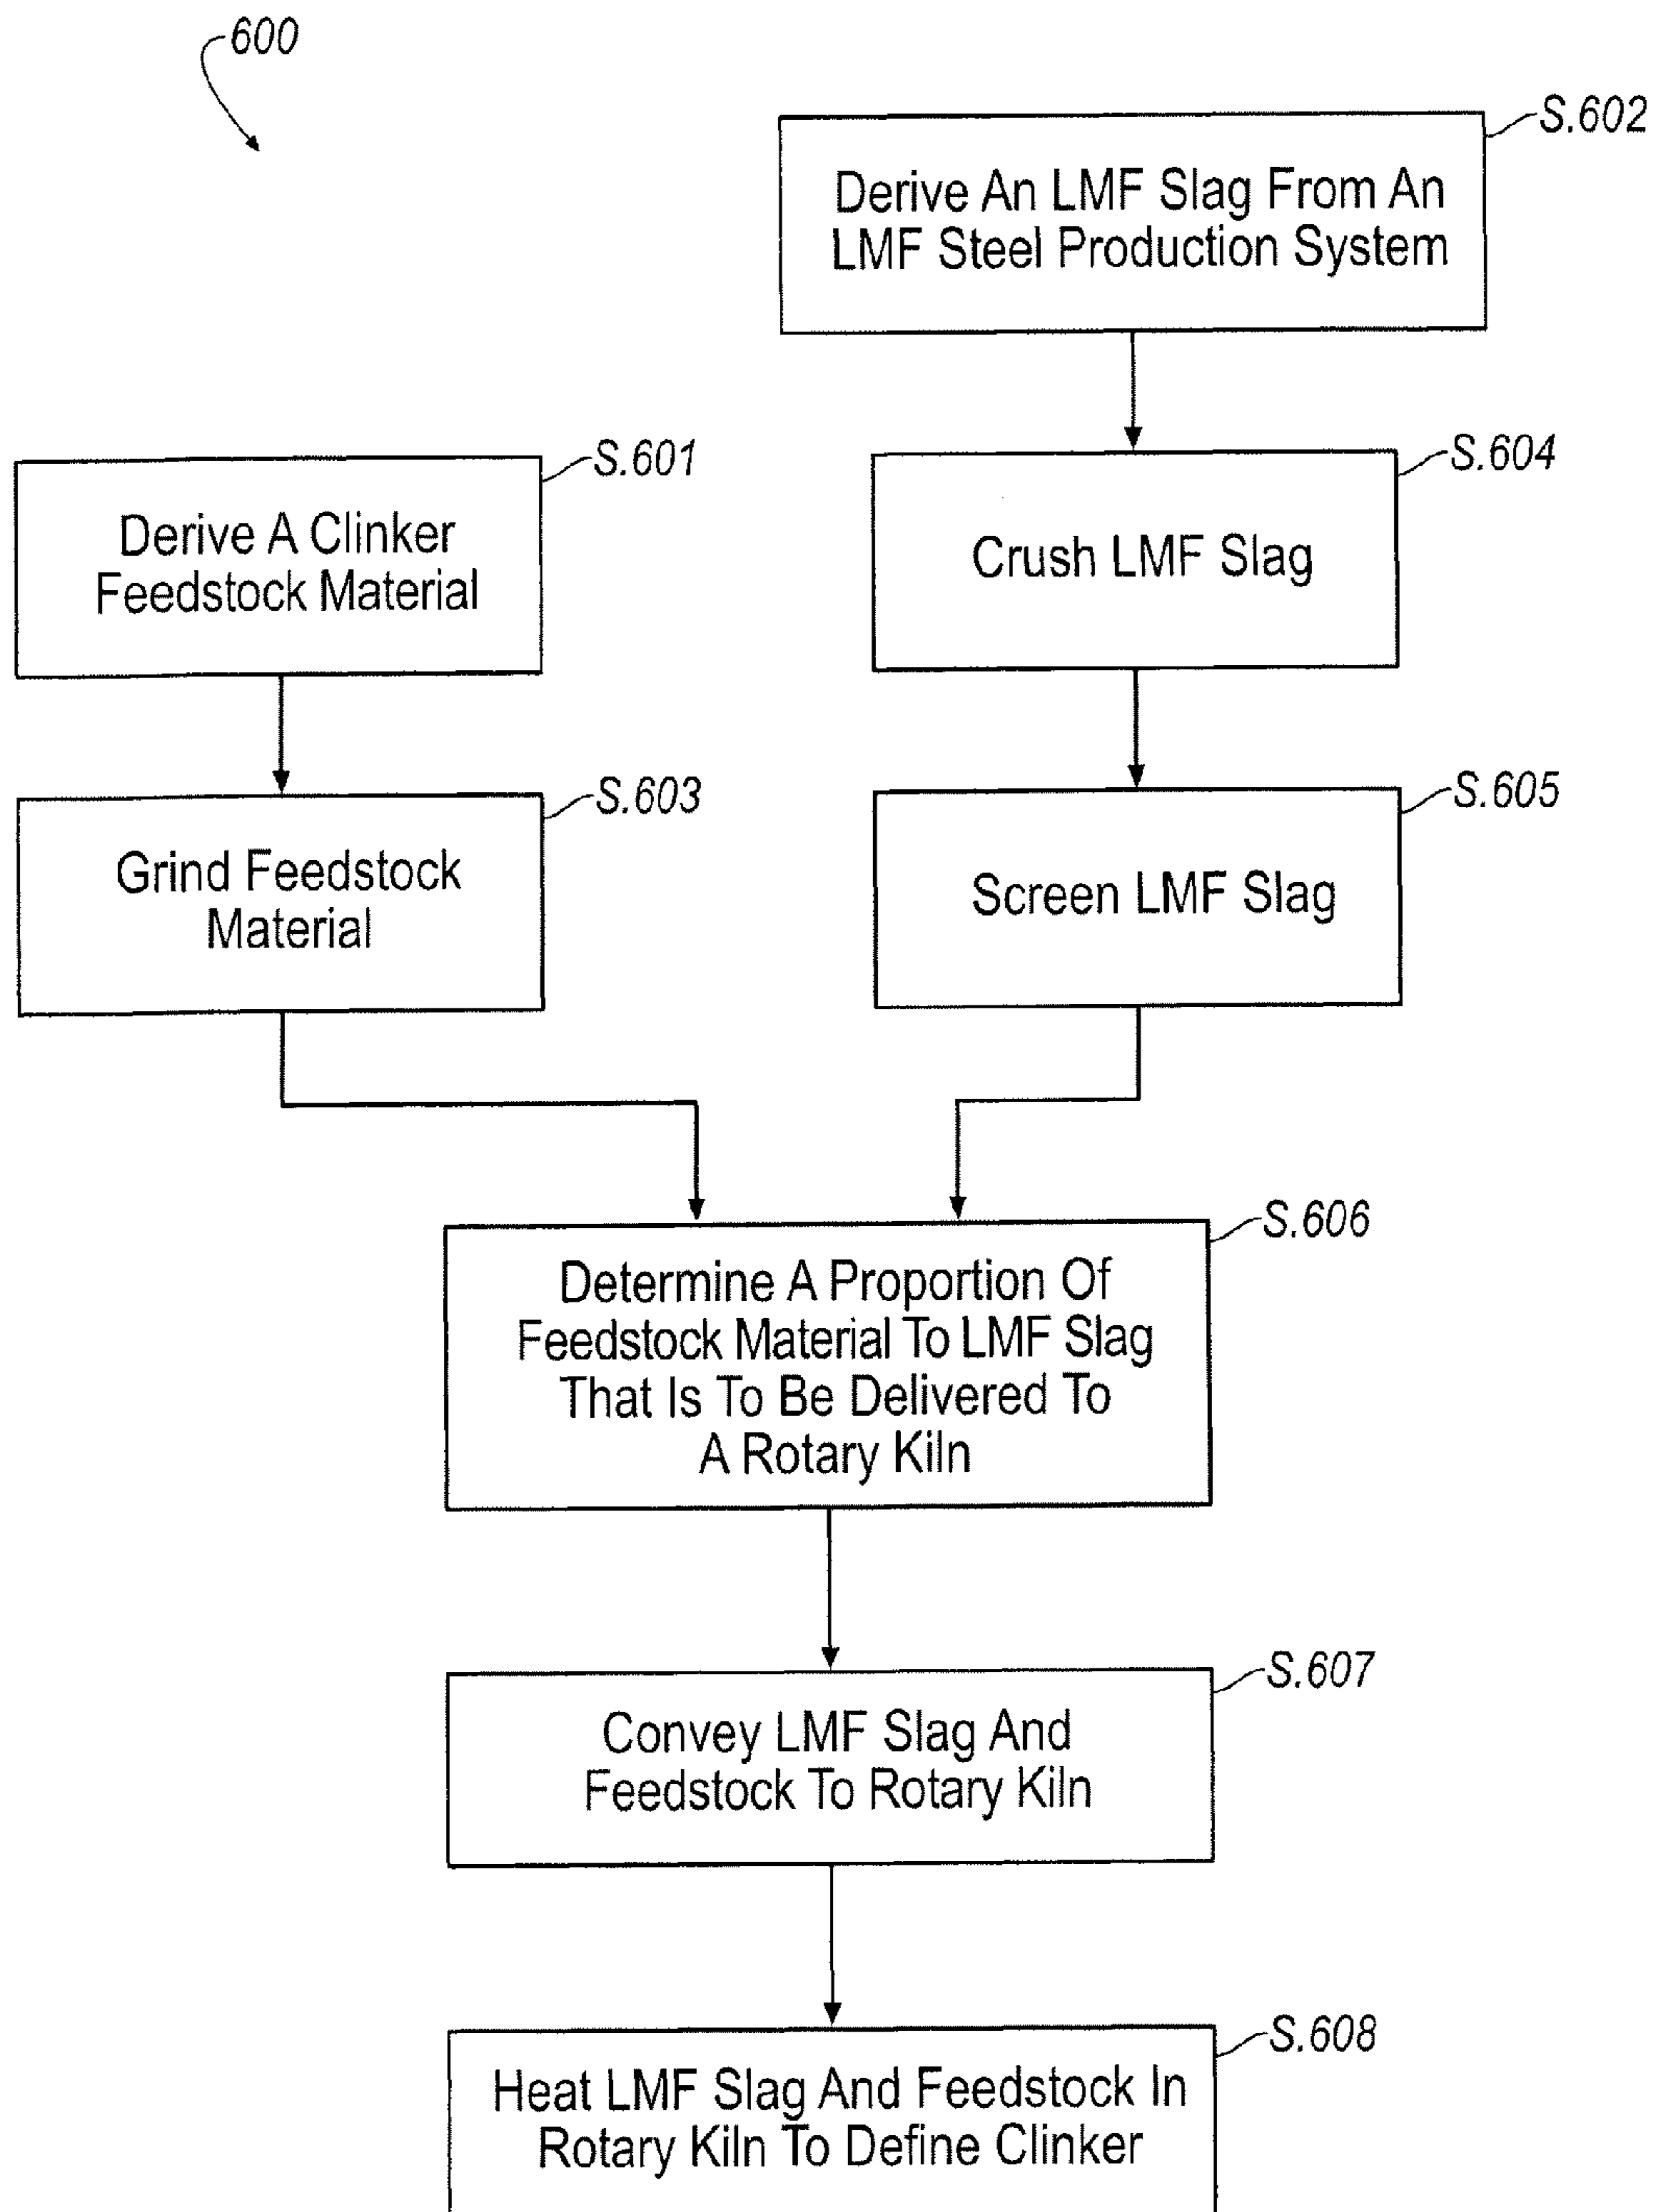 600
S.602
Derive An LMF Slag From An
LMF Steel Production System
S.601
Derive A Clinker
Feedstock Material
S.604
Crush LMF Slag
S.603
Grind Feedstock
Material
S.605
Screen LMF Slag
S.606
Determine A Proportion Of
Feedstock Material To LMF Slag
That Is To Be Delivered To
A Rotary Kiln
S.607
Convey LMF Slag And
Feedstock To Rotary Kiln
S.608
Heat LMF Slag And Feedstock In
Rotary Kiln To Define Clinker